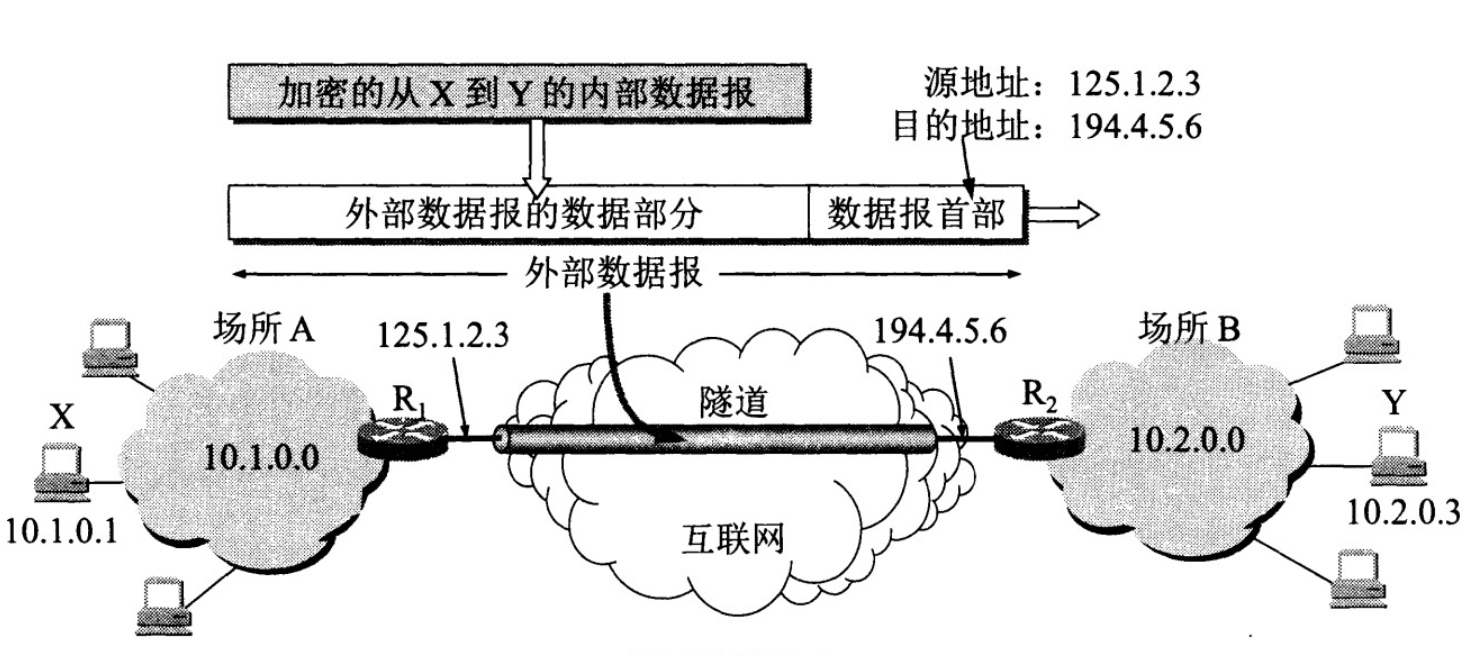 加密的从 X 到 Y 的内部数据报
源地址：125.1.2.3
目的地址：194.4.5.6
外部数据报的数据部分
数据报首部
外部数据报
场所 A
125.1.2.3
194.4.5.6
场所 B
X
R1
隧道
R2
Y
10.1.0.0
10.2.0.0
10.1.0.1
互联网
10.2.0.3